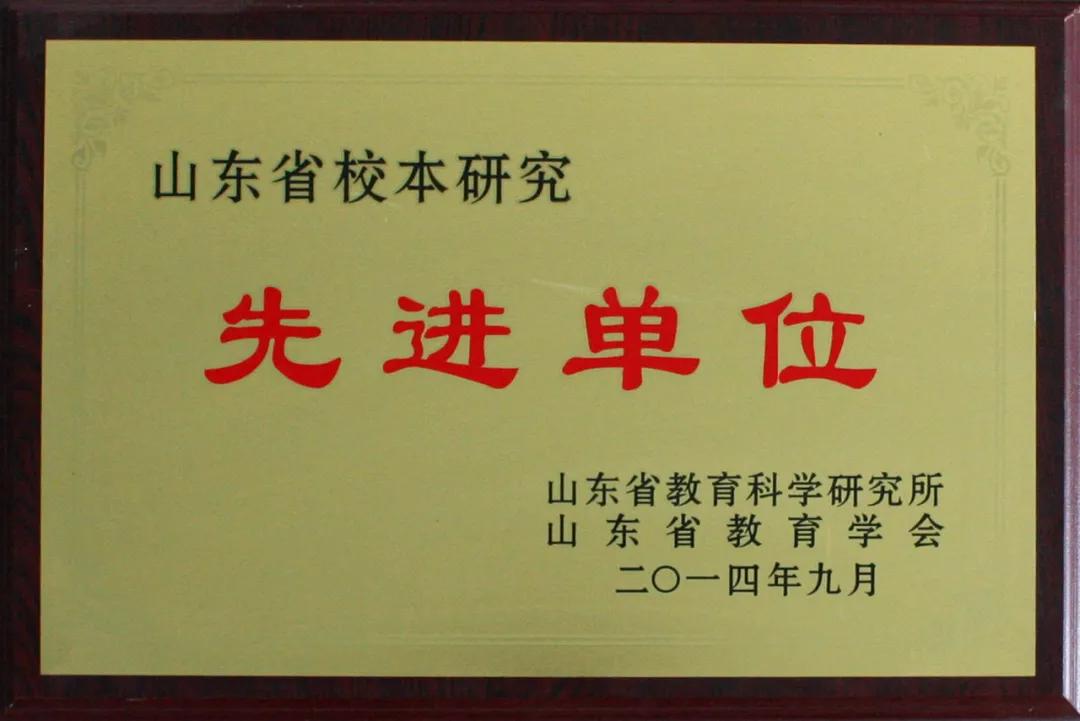 山东省校本研究
先进单位
山东省教育科学研究所
山东省教育学会
二〇一四年九月